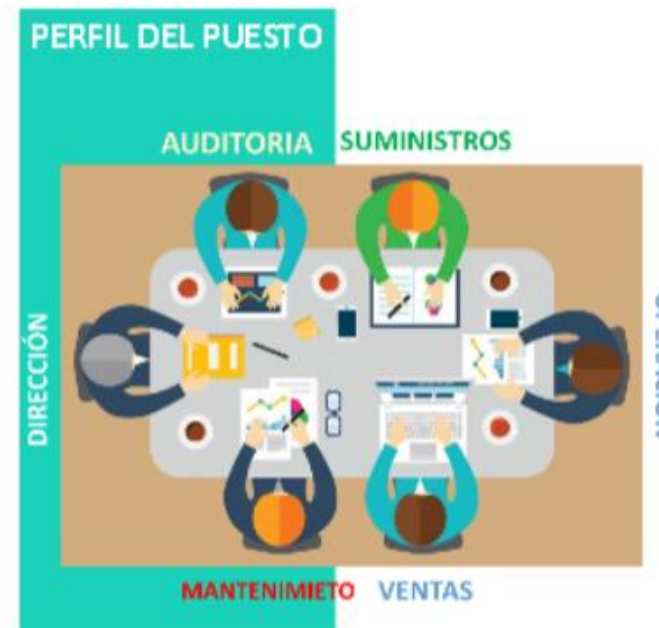 PERFIL DEL PUESTO
AUDITORIA SUMINISTROS
DIRECCIÓN
MANTENIMIETO VENTAS